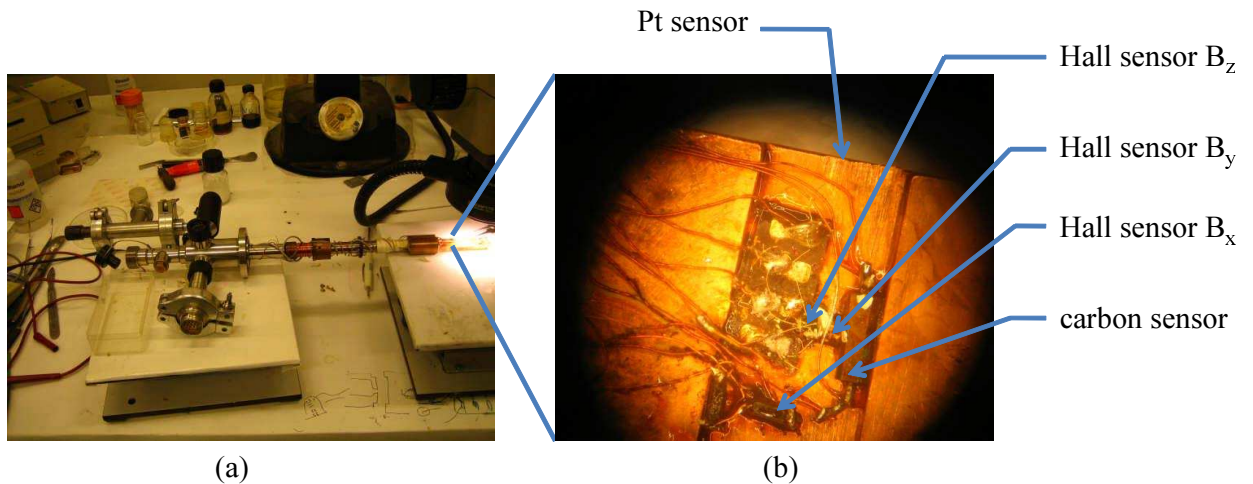 Pt sensor
Hall sensor Bz
Hall sensor By
Hall sensor Bx
carbon sensor
(a)
(b)